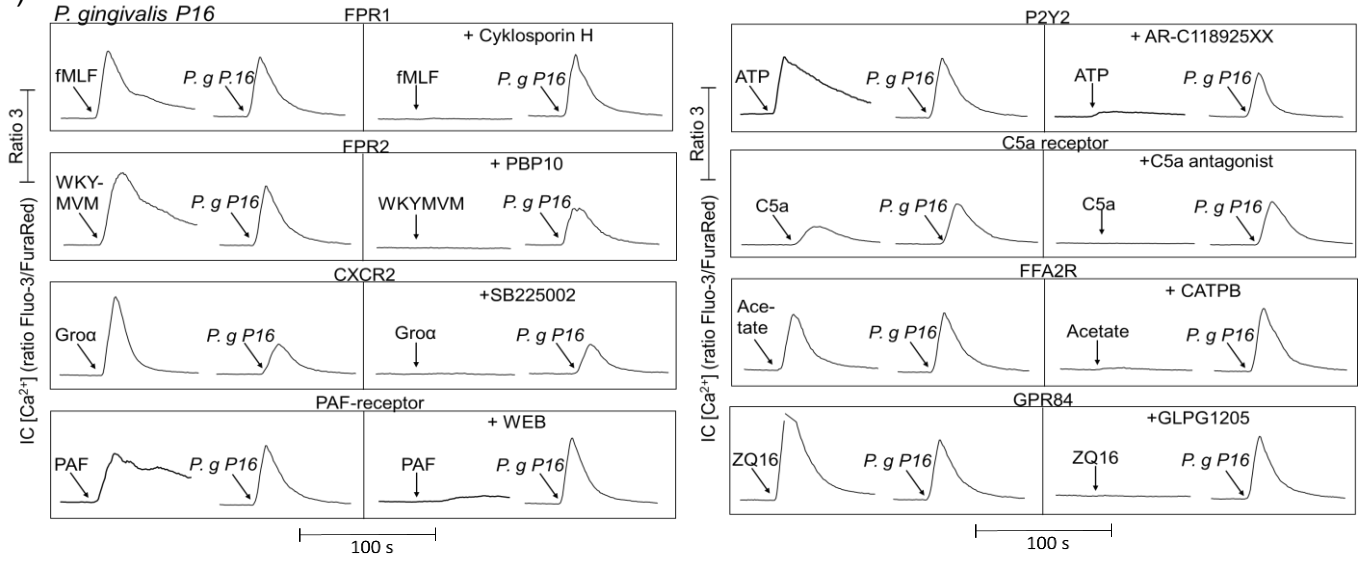 P. gingivalis P16
FPR1
+ Cyklosporin H
fMLF
P. g P.16
fMLF
P. g P16
FPR2
+ PBP10
WKY-
MVM
P. g P16
WKYMVM
P. g P16
CXCR2
+SB225002
Groα
P. g P16
Groα
P. g P16
PAF-receptor
+ WEB
PAF
P. g P16
PAF
P. g P16
Ratio 3
IC [Ca²⁺] (ratio Fluo-3/FuraRed)
100 s
P2Y2
+ AR-C118925XX
ATP
P. g P16
ATP
P. g P16
C5a receptor
+C5a antagonist
C5a
P. g P16
C5a
P. g P16
FFA2R
+ CATPB
Ace-
tate
P. g P16
Acetate
P. g P16
GPR84
+GLPG1205
ZQ16
P. g P16
ZQ16
P. g P16
Ratio 3
IC [Ca²⁺] (ratio Fluo-3/FuraRed)
100 s